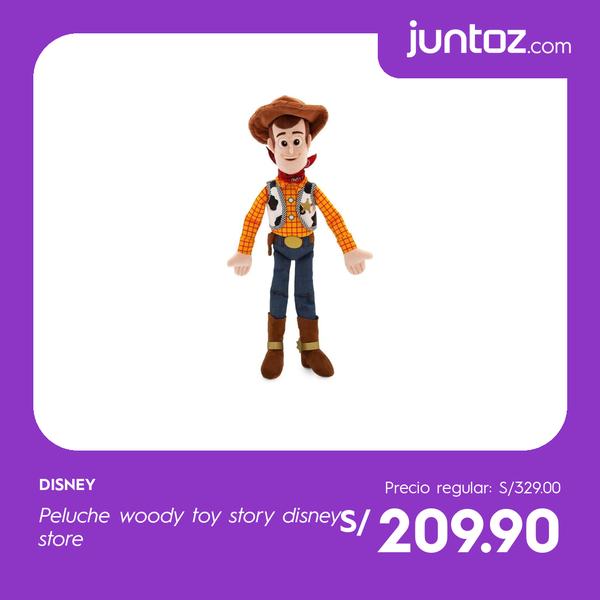 juntoz.com
DISNEY
Peluche woody toy story disney
store
Precio regular: S/329.00
S/ 209.90